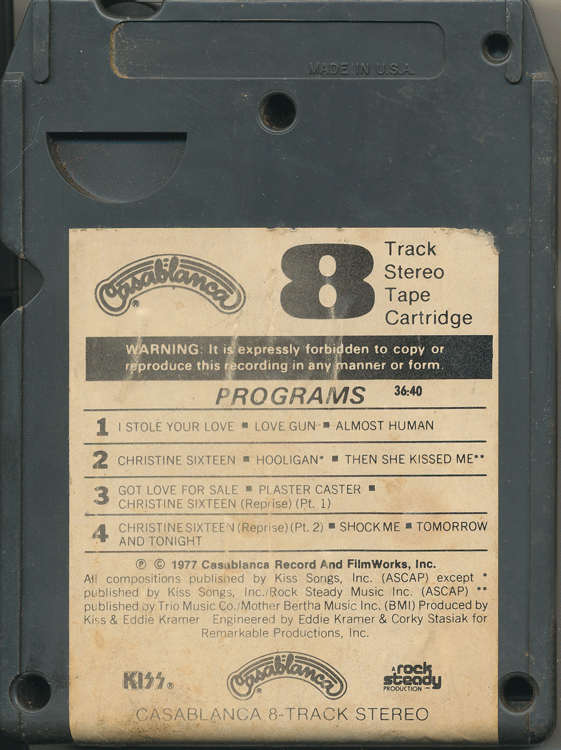 MADE IN U.S.A.
Casablanca ®
8 Track
Stereo
Tape
Cartridge
WARNING: It is expressly forbidden to copy or
reproduce this recording in any manner or form.
PROGRAMS 36:40
1 I STOLE YOUR LOVE ■ LOVE GUN ■ ALMOST HUMAN
2 CHRISTINE SIXTEEN ■ HOOLIGAN* ■ THEN SHE KISSED ME**
3 GOT LOVE FOR SALE ■ PLASTER CASTER ■
CHRISTINE SIXTEEN (Reprise) (Pt. 1)
4 CHRISTINE SIXTEEN (Reprise) (Pt. 2) ■ SHOCK ME ■ TOMORROW
AND TONIGHT
℗ © 1977 Casablanca Record And FilmWorks, Inc.
All compositions published by Kiss Songs, Inc. (ASCAP) except *
published by Kiss Songs, Inc./Rock Steady Music Inc. (ASCAP) **
published by Trio Music Co./Mother Bertha Music Inc. (BMI) Produced by
Kiss & Eddie Kramer Engineered by Eddie Kramer & Corky Stasiak for
Remarkable Productions, Inc.
KISS ®
Casablanca ®
A rock
steady
PRODUCTION
CASABLANCA 8-TRACK STEREO